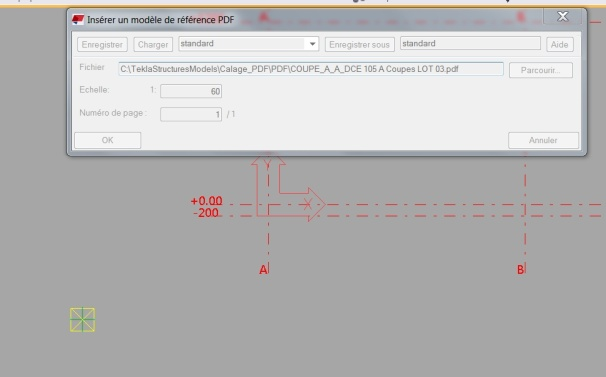 Insérer un modèle de référence PDF
Enregistrer Charger standard Enregistrer sous standard Aide
Fichier C:\TeklaStructuresModels\Calage_PDF\PDF\COUPE_A_A_DCE 105 A Coupes LOT 03.pdf Parcourir...
Echelle: 1: 60
Numéro de page : 1 / 1
OK Annuler
+0.00 X
-200
A B